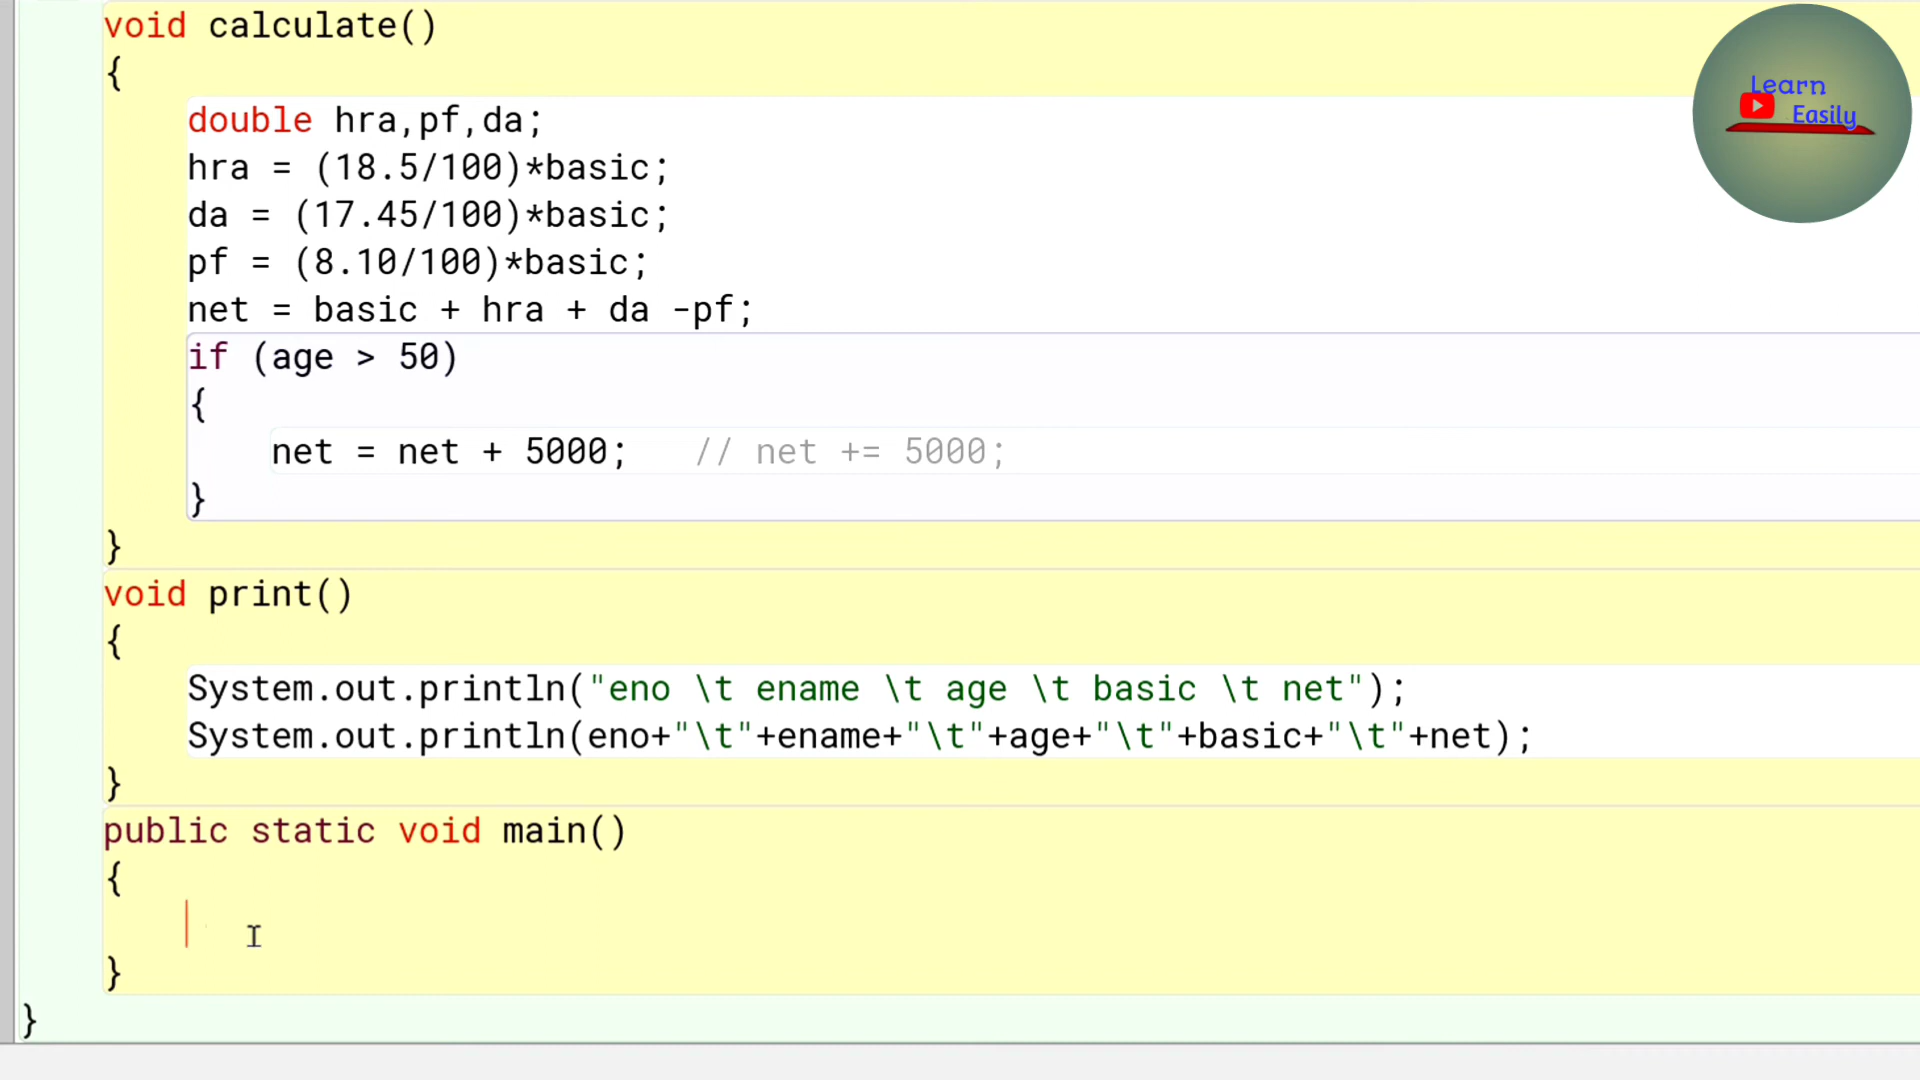 void calculate()
{
double hra,pf,da;
hra = (18.5/100)*basic;
da = (17.45/100)*basic;
pf = (8.10/100)*basic;
net = basic + hra + da -pf;
if (age > 50)
{
net = net + 5000;   // net += 5000;
}
}
void print()
{
System.out.println("eno \t ename \t age \t basic \t net");
System.out.println(eno+"\t"+ename+"\t"+age+"\t"+basic+"\t"+net);
}
public static void main()
{
}
}
Learn
Easily